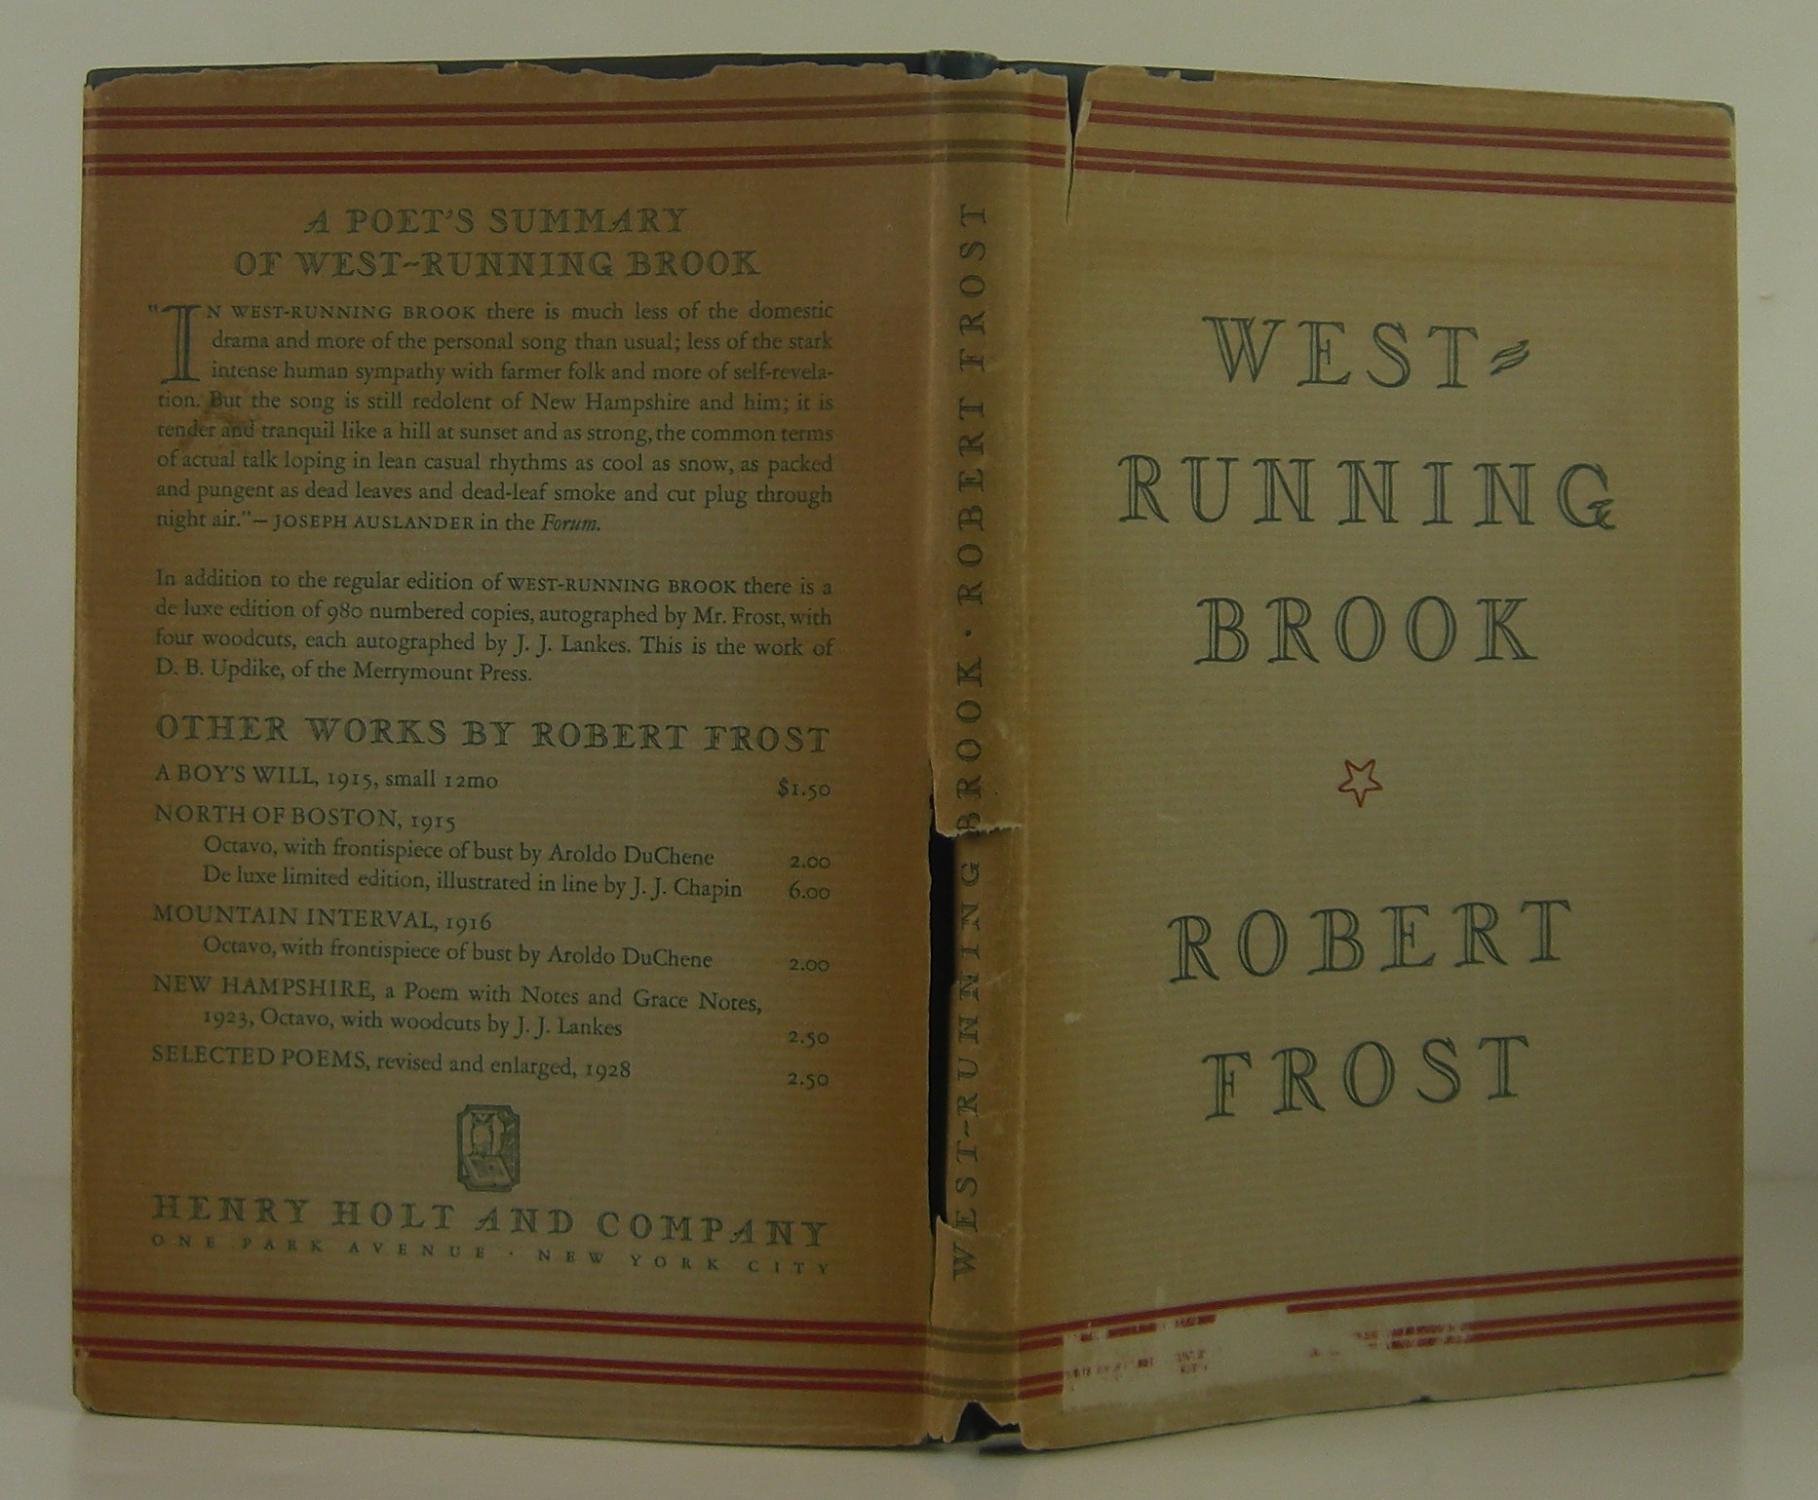 A POET'S SUMMARY
OF WEST-RUNNING BROOK
"IN WEST-RUNNING BROOK there is much less of the domestic
drama and more of the personal song than usual; less of the stark
intense human sympathy with farmer folk and more of self-revela-
tion. But the song is still redolent of New Hampshire and him; it is
tender and tranquil like a hill at sunset and as strong, the common terms
of actual talk loping in lean casual rhythms as cool as snow, as packed
and pungent as dead leaves and dead-leaf smoke and cut plug through
night air."—JOSEPH AUSLANDER in the Forum.
In addition to the regular edition of WEST-RUNNING BROOK there is a
de luxe edition of 980 numbered copies, autographed by Mr. Frost, with
four woodcuts, each autographed by J. J. Lankes. This is the work of
D. B. Updike, of the Merrymount Press.
OTHER WORKS BY ROBERT FROST
A BOY'S WILL, 1915, small 12mo $1.50
NORTH OF BOSTON, 1915
Octavo, with frontispiece of bust by Aroldo DuChene 2.00
De luxe limited edition, illustrated in line by J. J. Chapin 6.00
MOUNTAIN INTERVAL, 1916
Octavo, with frontispiece of bust by Aroldo DuChene 2.00
NEW HAMPSHIRE, a Poem with Notes and Grace Notes,
1923, Octavo, with woodcuts by J. J. Lankes 2.50
SELECTED POEMS, revised and enlarged, 1928 2.50
HENRY HOLT AND COMPANY
ONE PARK AVENUE · NEW YORK CITY
WEST-RUNNING BROOK · ROBERT FROST
WEST-
RUNNING
BROOK
ROBERT
FROST